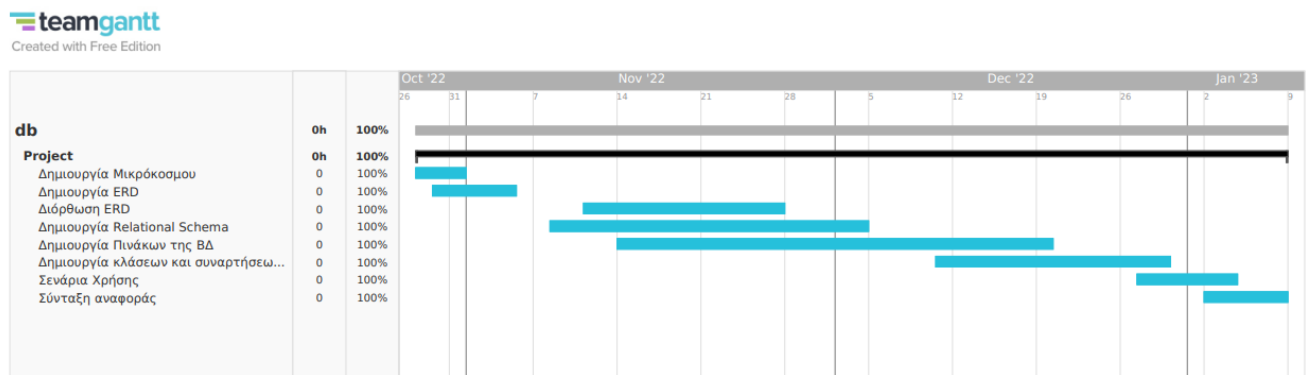 teamgantt
Created with Free Edition
Oct '22 Nov '22 Dec '22 Jan '23
26 31 7 14 21 28 5 12 19 26 2 9
db 0h 100%
Project 0h 100%
Δημιουργία Μικρόκοσμου 0 100%
Δημιουργία ERD 0 100%
Διόρθωση ERD 0 100%
Δημιουργία Relational Schema 0 100%
Δημιουργία Πινάκων της ΒΔ 0 100%
Δημιουργία κλάσεων και συναρτήσεω... 0 100%
Σενάρια Χρήσης 0 100%
Σύνταξη αναφοράς 0 100%